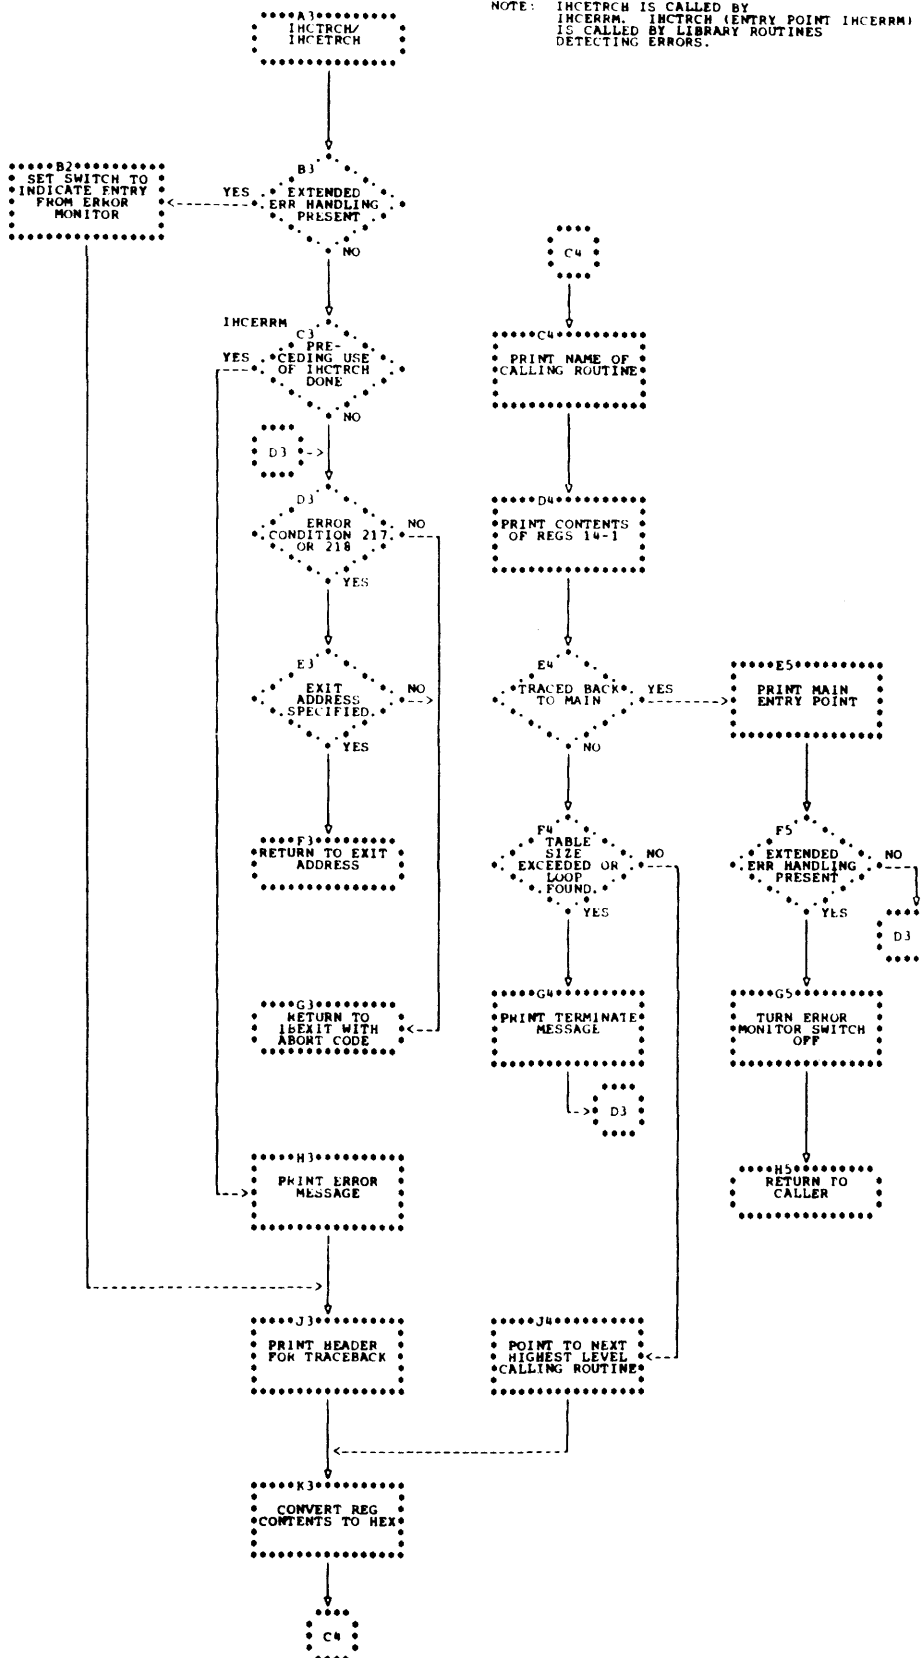 NOTE: IHCETRCH IS CALLED BY
IHCERRM. IHCTRCH (ENTRY POINT IHCERRM)
IS CALLED BY LIBRARY ROUTINES
DETECTING ERRORS.
A3
IHCTRCH/
IHCETRCH
B2
SET SWITCH TO
INDICATE ENTRY
FROM ERROR
MONITOR
YES
B3
EXTENDED
ERR HANDLING
PRESENT
NO
C4
IHCERRM
C3
YES
PRE-
CEDING USE
OF IHCTRCH
DONE
NO
C4
PRINT NAME OF
CALLING ROUTINE
D3
D3
ERROR
CONDITION 217
OR 218
NO
YES
D4
PRINT CONTENTS
OF REGS 14-1
E3
EXIT
ADDRESS
SPECIFIED
NO
YES
E4
TRACED BACK
TO MAIN
YES
NO
E5
PRINT MAIN
ENTRY POINT
F3
RETURN TO EXIT
ADDRESS
F4
TABLE
SIZE
EXCEEDED OR
LOOP
FOUND
NO
YES
F5
EXTENDED
ERR HANDLING
PRESENT
NO
YES
D3
G3
RETURN TO
IBEXIT WITH
ABORT CODE
G4
PRINT TERMINATE
MESSAGE
G5
TURN ERROR
MONITOR SWITCH
OFF
D3
H3
PRINT ERROR
MESSAGE
H5
RETURN TO
CALLER
J3
PRINT HEADER
FOR TRACEBACK
J4
POINT TO NEXT
HIGHEST LEVEL
CALLING ROUTINE
K3
CONVERT REG
CONTENTS TO HEX
C4